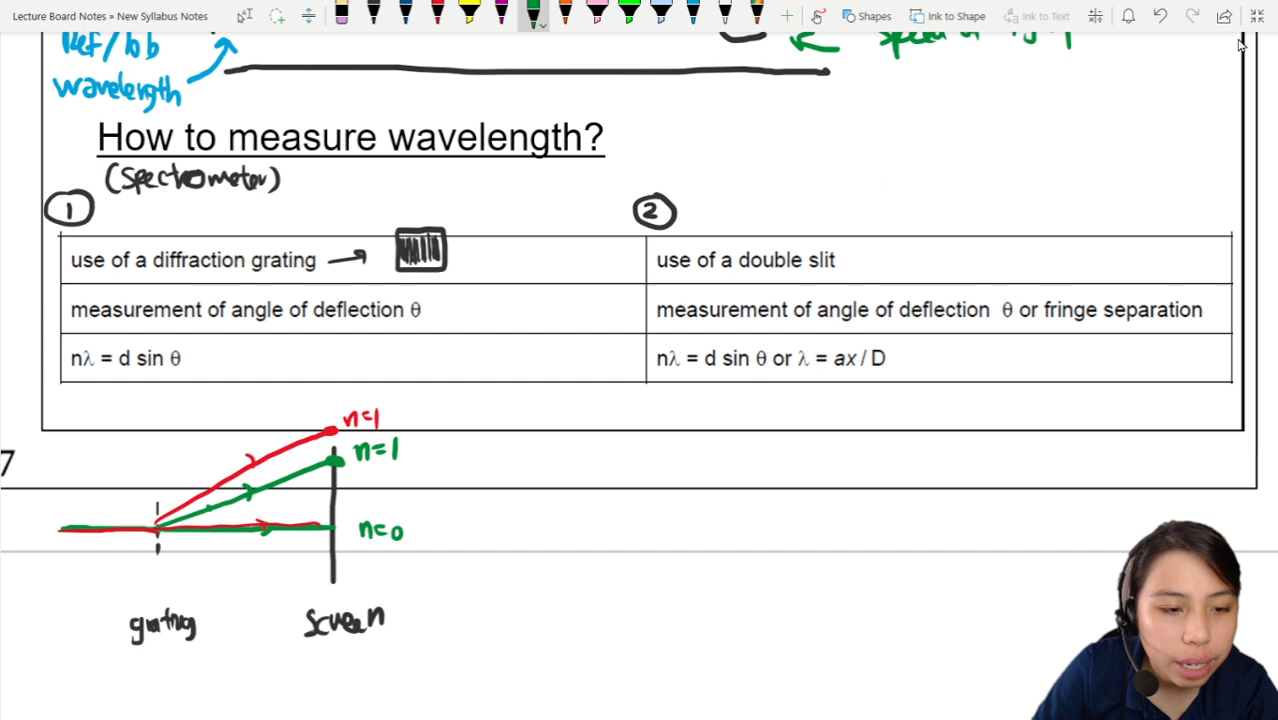 Lecture Board Notes » New Syllabus Notes
Shapes
Ink to Shape
Ink to Text
Ref/lab
wavelength
How to measure wavelength?
(spectrometer)
1
2
use of a diffraction grating
use of a double slit
measurement of angle of deflection θ
measurement of angle of deflection θ or fringe separation
nλ = d sin θ
nλ = d sin θ or λ = ax / D
n=1
n=1
7
n=0
grating
screen